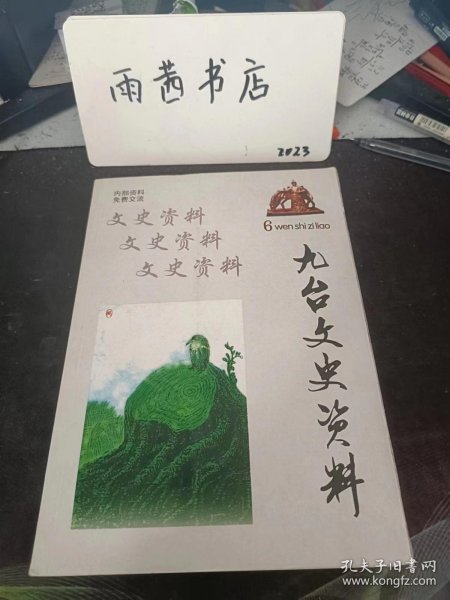 雨茜书店
2023
内部资料
免费交流
文史资料
文史资料
文史资料
6 wen shi zi liao
九台文史资料
孔夫子旧书网
www.kongfz.com